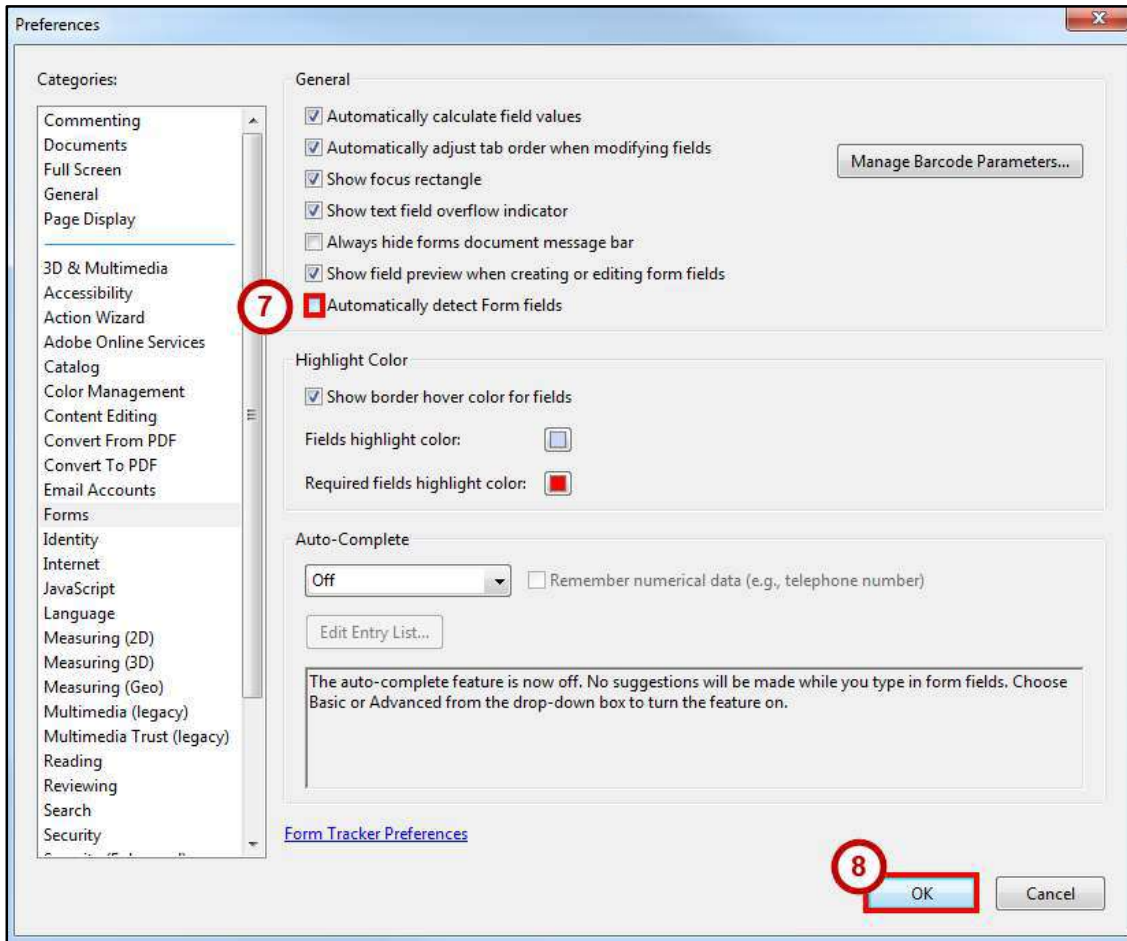 Preferences
Categories:
Commenting
Documents
Full Screen
General
Page Display
3D & Multimedia
Accessibility
Action Wizard
Adobe Online Services
Catalog
Color Management
Content Editing
Convert From PDF
Convert To PDF
Email Accounts
Forms
Identity
Internet
JavaScript
Language
Measuring (2D)
Measuring (3D)
Measuring (Geo)
Multimedia (legacy)
Multimedia Trust (legacy)
Reading
Reviewing
Search
Security
General
Automatically calculate field values
Automatically adjust tab order when modifying fields
Manage Barcode Parameters...
Show focus rectangle
Show text field overflow indicator
Always hide forms document message bar
Show field preview when creating or editing form fields
7
Automatically detect Form fields
Highlight Color
Show border hover color for fields
Fields highlight color:
Required fields highlight color:
Auto-Complete
Off
Remember numerical data (e.g., telephone number)
Edit Entry List...
The auto-complete feature is now off. No suggestions will be made while you type in form fields. Choose
Basic or Advanced from the drop-down box to turn the feature on.
Form Tracker Preferences
8
OK
Cancel